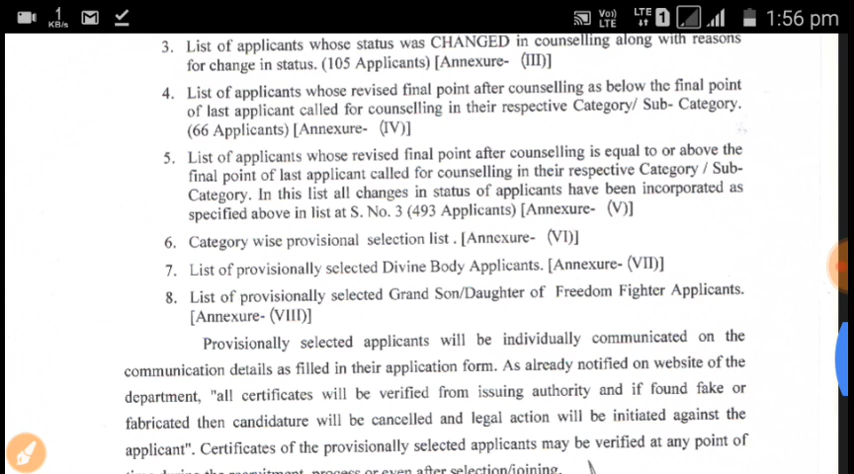 1
KB/s
Vo))
LTE
LTE
1
1:56 pm
3. List of applicants whose status was CHANGED in counselling along with reasons
for change in status. (105 Applicants) [Annexure- (III)]
4. List of applicants whose revised final point after counselling as below the final point
of last applicant called for counselling in their respective Category/ Sub- Category.
(66 Applicants) [Annexure- (IV)]
5. List of applicants whose revised final point after counselling is equal to or above the
final point of last applicant called for counselling in their respective Category / Sub-
Category. In this list all changes in status of applicants have been incorporated as
specified above in list at S. No. 3 (493 Applicants) [Annexure- (V)]
6. Category wise provisional selection list . [Annexure- (VI)]
7. List of provisionally selected Divine Body Applicants. [Annexure- (VII)]
8. List of provisionally selected Grand Son/Daughter of Freedom Fighter Applicants.
[Annexure- (VIII)]
Provisionally selected applicants will be individually communicated on the
communication details as filled in their application form. As already notified on website of the
department, "all certificates will be verified from issuing authority and if found fake or
fabricated then candidature will be cancelled and legal action will be initiated against the
applicant". Certificates of the provisionally selected applicants may be verified at any point of
time during the recruitment process or even after selection/joining.